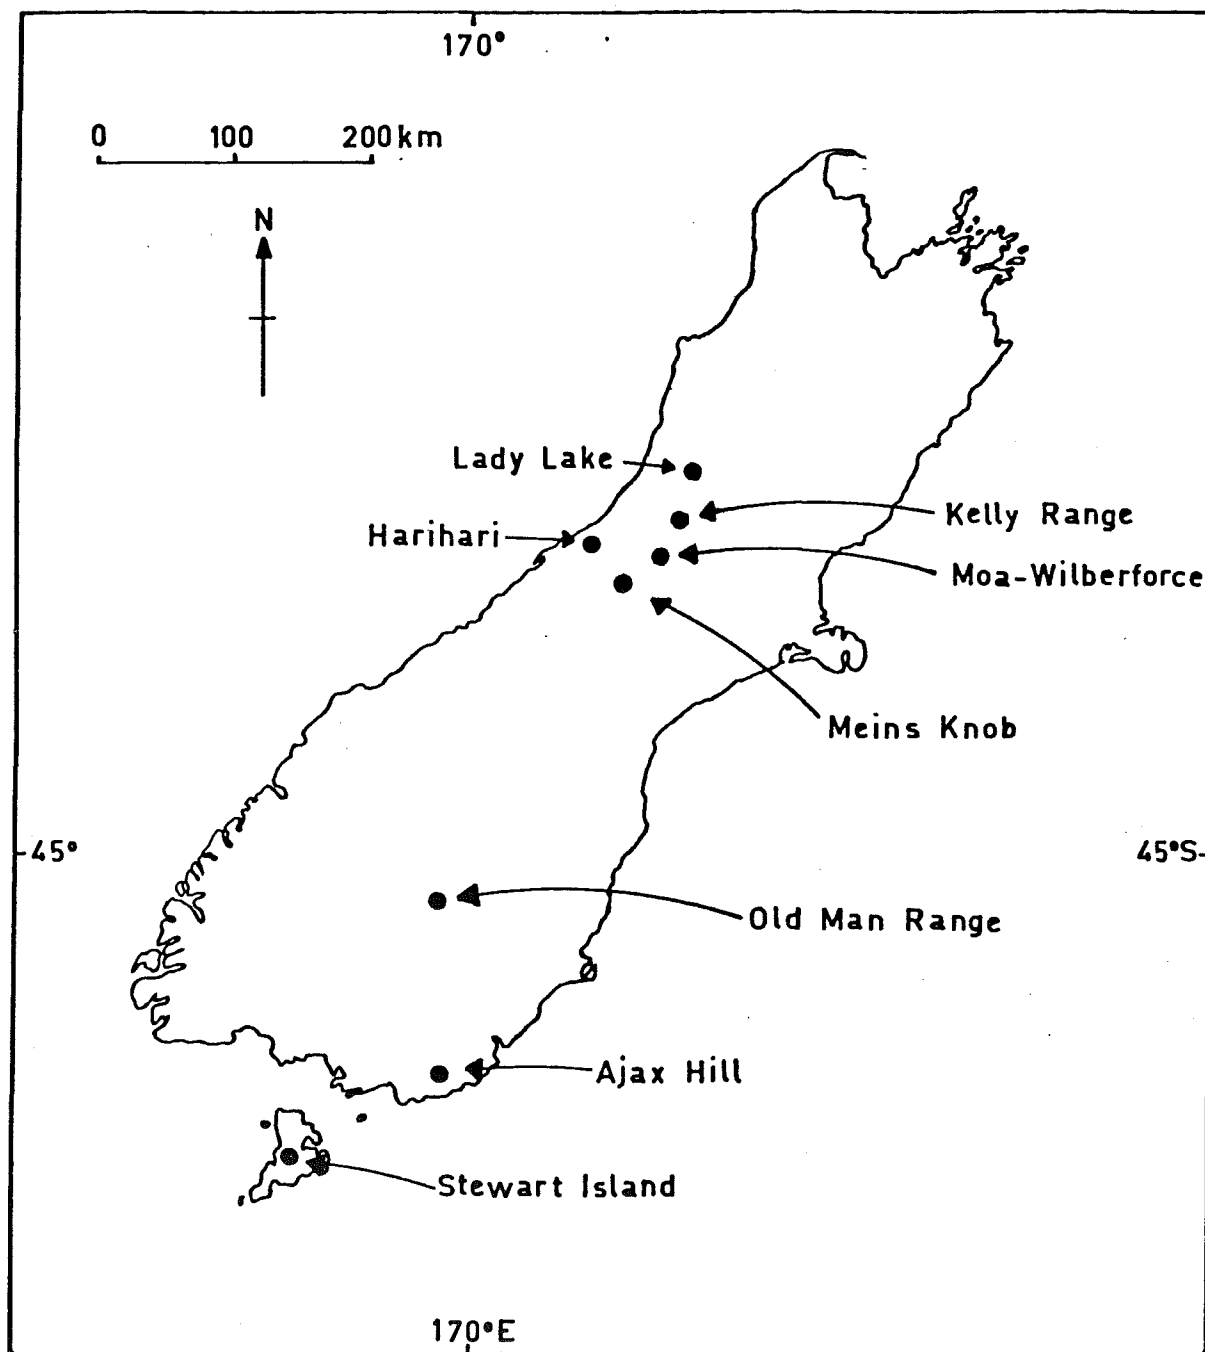 170°
0 100 200km
N
Lady Lake
Kelly Range
Harihari
Moa-Wilberforce
Meins Knob
45° 45°S
Old Man Range
Ajax Hill
Stewart Island
170°E